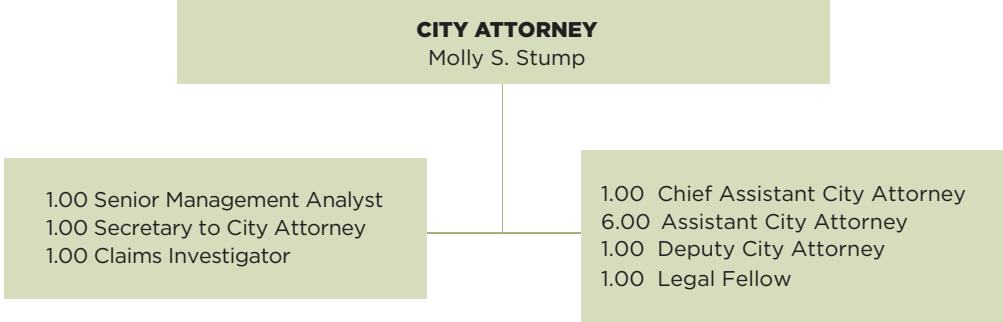 CITY ATTORNEY
Molly S. Stump
1.00 Senior Management Analyst
1.00 Secretary to City Attorney
1.00 Claims Investigator
1.00 Chief Assistant City Attorney
6.00 Assistant City Attorney
1.00 Deputy City Attorney
1.00 Legal Fellow